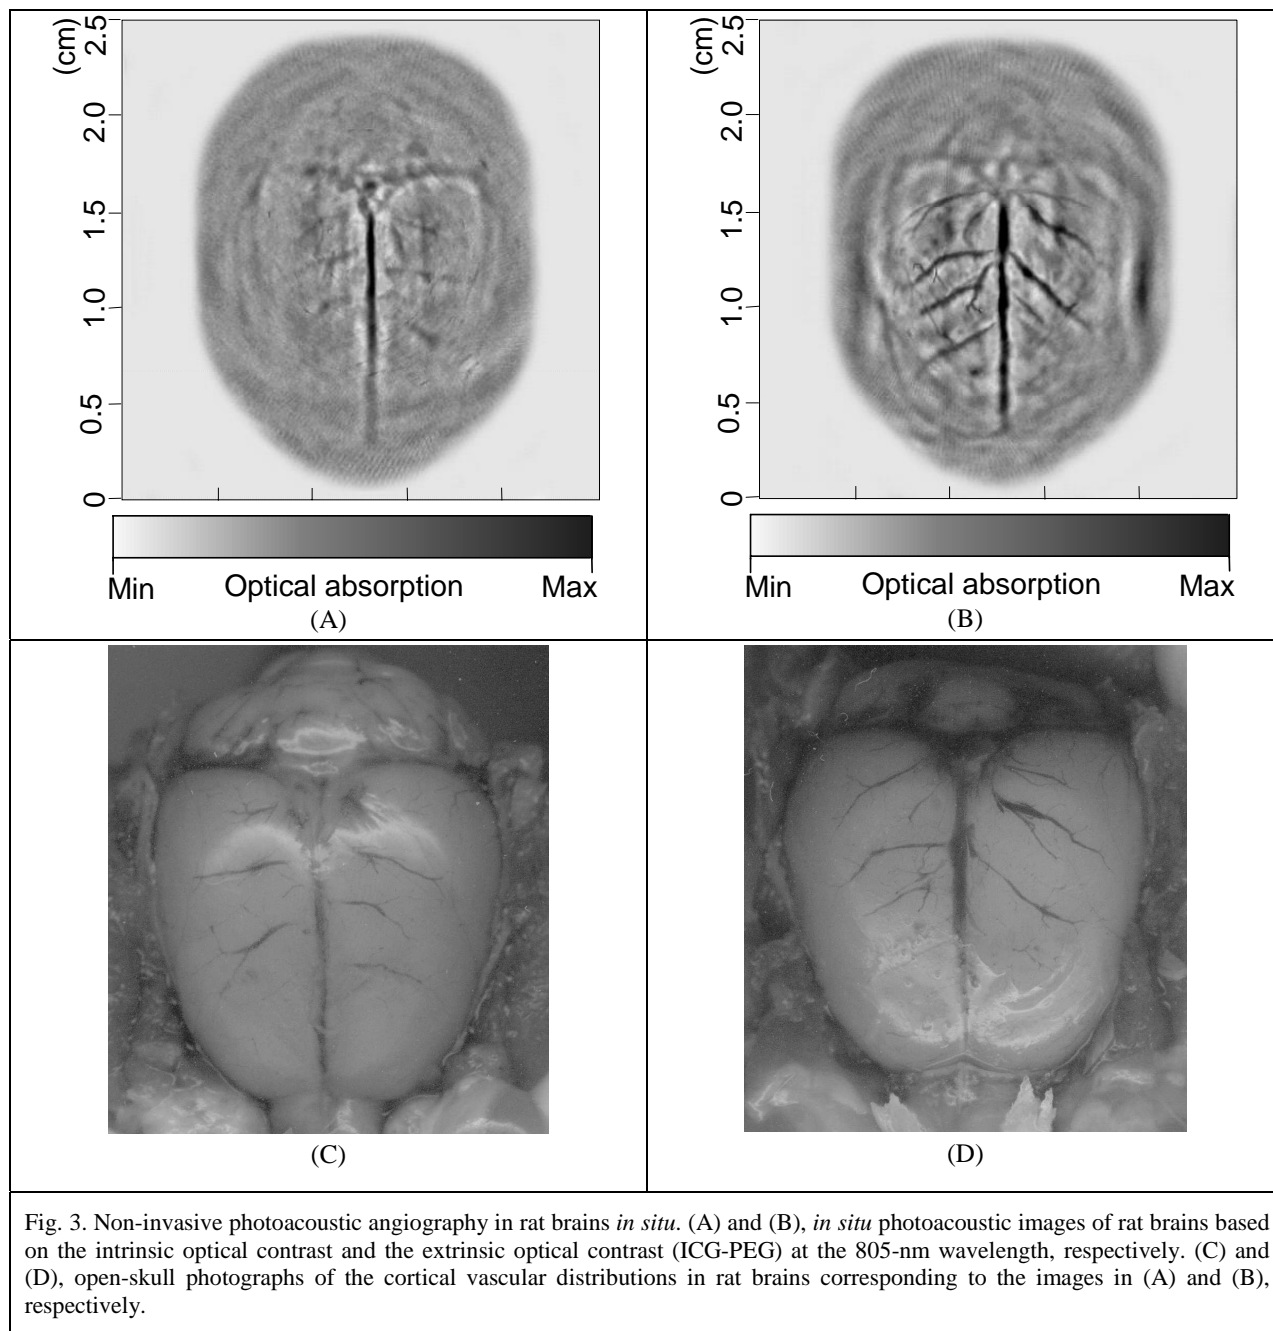 (cm)
2.5
2.0
1.5
1.0
0.5
0
Min Optical absorption Max
(A)
(cm)
2.5
2.0
1.5
1.0
0.5
0
Min Optical absorption Max
(B)
(C)
(D)
Fig. 3. Non-invasive photoacoustic angiography in rat brains in situ. (A) and (B), in situ photoacoustic images of rat brains based
on the intrinsic optical contrast and the extrinsic optical contrast (ICG-PEG) at the 805-nm wavelength, respectively. (C) and
(D), open-skull photographs of the cortical vascular distributions in rat brains corresponding to the images in (A) and (B),
respectively.